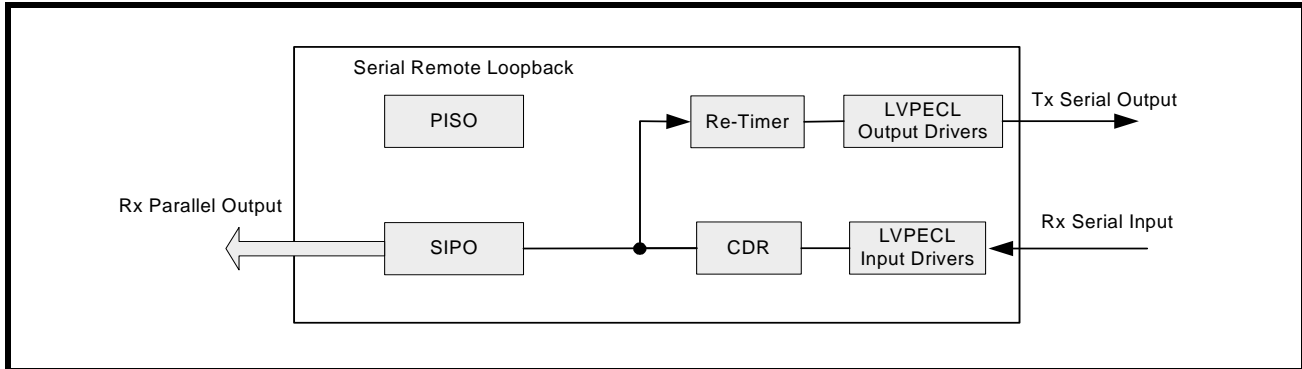 Serial Remote Loopback
PISO
Re-Timer
LVPECL
Output Drivers
Tx Serial Output
Rx Parallel Output
SIPO
CDR
LVPECL
Input Drivers
Rx Serial Input